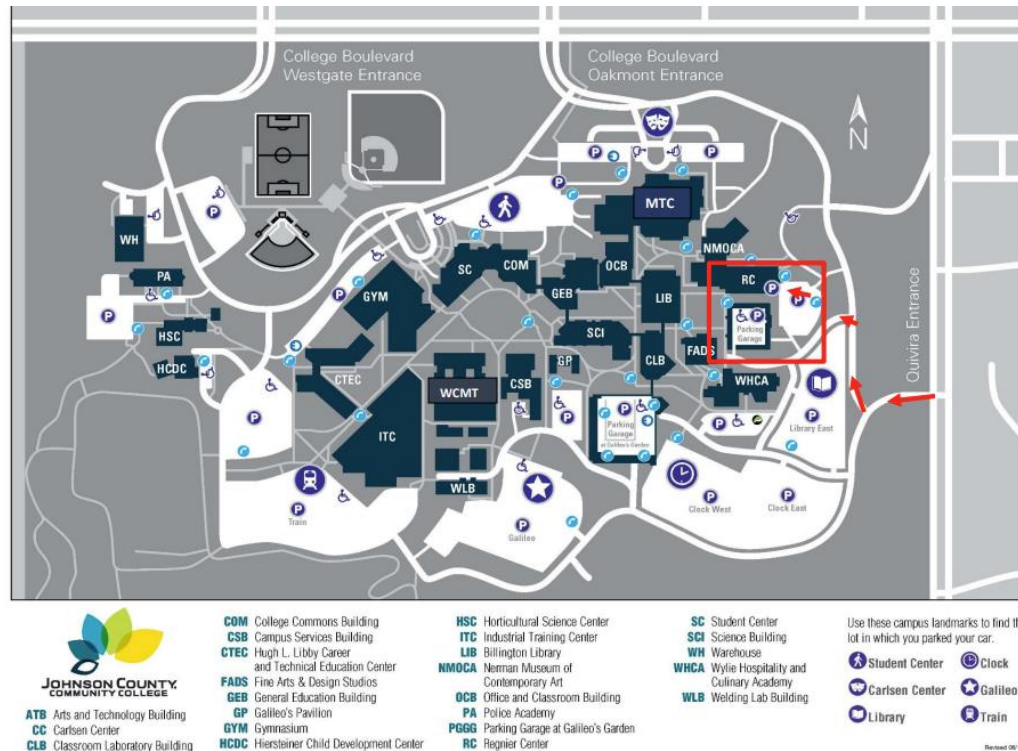 College Boulevard
Westgate Entrance
College Boulevard
Oakmont Entrance
N
Quivira Entrance
P
P
P
MTC
WH
NMOCA
PA
SC
COM
OCB
RC
P
P
GYM
GEB
LIB
P
P
Parking
Garage
HSC
SCI
FADS
HCDC
CTEC
GP
CLB
WHCA
WCMT
CSB
P
P
P
Parking
Garage
at Galileo's Garden
P
P
Library East
ITC
WLB
P
Train
P
Galileo
P
Clock West
P
Clock East
JOHNSON COUNTY
COMMUNITY COLLEGE
ATB Arts and Technology Building
CC Carlsen Center
CLB Classroom Laboratory Building
COM College Commons Building
CSB Campus Services Building
CTEC Hugh L. Libby Career
and Technical Education Center
FADS Fine Arts & Design Studios
GEB General Education Building
GP Galileo's Pavilion
GYM Gymnasium
HCDC Hiersteiner Child Development Center
HSC Horticultural Science Center
ITC Industrial Training Center
LIB Billington Library
NMOCA Nerman Museum of
Contemporary Art
OCB Office and Classroom Building
PA Police Academy
PGGG Parking Garage at Galileo's Garden
RC Regnier Center
SC Student Center
SCI Science Building
WH Warehouse
WHCA Wylie Hospitality and
Culinary Academy
WLB Welding Lab Building
Use these campus landmarks to find
lot in which you parked your car.
Student Center
Clock
Carlsen Center
Galileo
Library
Train
Revised